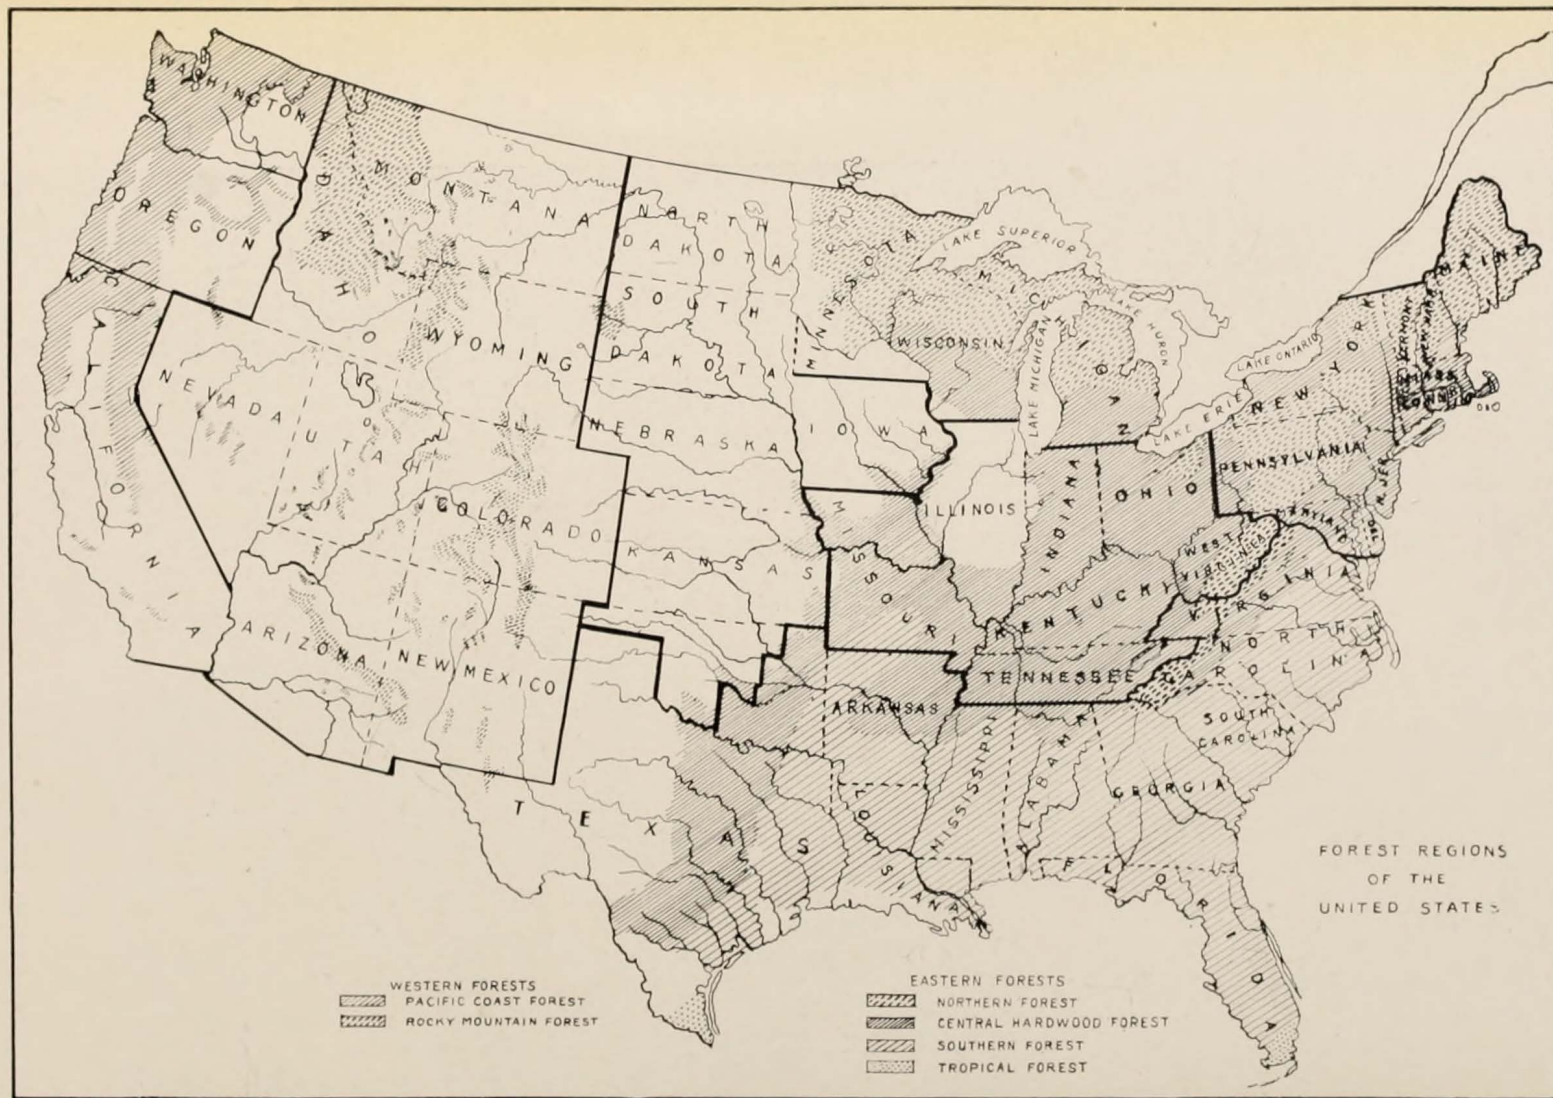 WASHINGTON
OREGON
CALIFORNIA
IDAHO
MONTANA
NEVADA
UTAH
WYOMING
COLORADO
ARIZONA
NEW MEXICO
NORTH
DAKOTA
SOUTH
DAKOTA
NEBRASKA
KANSAS
TEXAS
MINNESOTA
IOWA
MISSOURI
ARKANSAS
LOUISIANA
WISCONSIN
ILLINOIS
MICHIGAN
LAKE SUPERIOR
LAKE MICHIGAN
LAKE HURON
LAKE ERIE
LAKE ONTARIO
INDIANA
OHIO
KENTUCKY
TENNESSEE
MISSISSIPPI
ALABAMA
GEORGIA
FLORIDA
SOUTH
CAROLINA
NORTH
CAROLINA
VIRGINIA
WEST
VIRGINIA
MARYLAND
DEL
N. JER
PENNSYLVANIA
NEW YORK
VERMONT
MASS
CONN
MAINE
FOREST REGIONS
OF THE
UNITED STATES
WESTERN FORESTS
PACIFIC COAST FOREST
ROCKY MOUNTAIN FOREST
EASTERN FORESTS
NORTHERN FOREST
CENTRAL HARDWOOD FOREST
SOUTHERN FOREST
TROPICAL FOREST